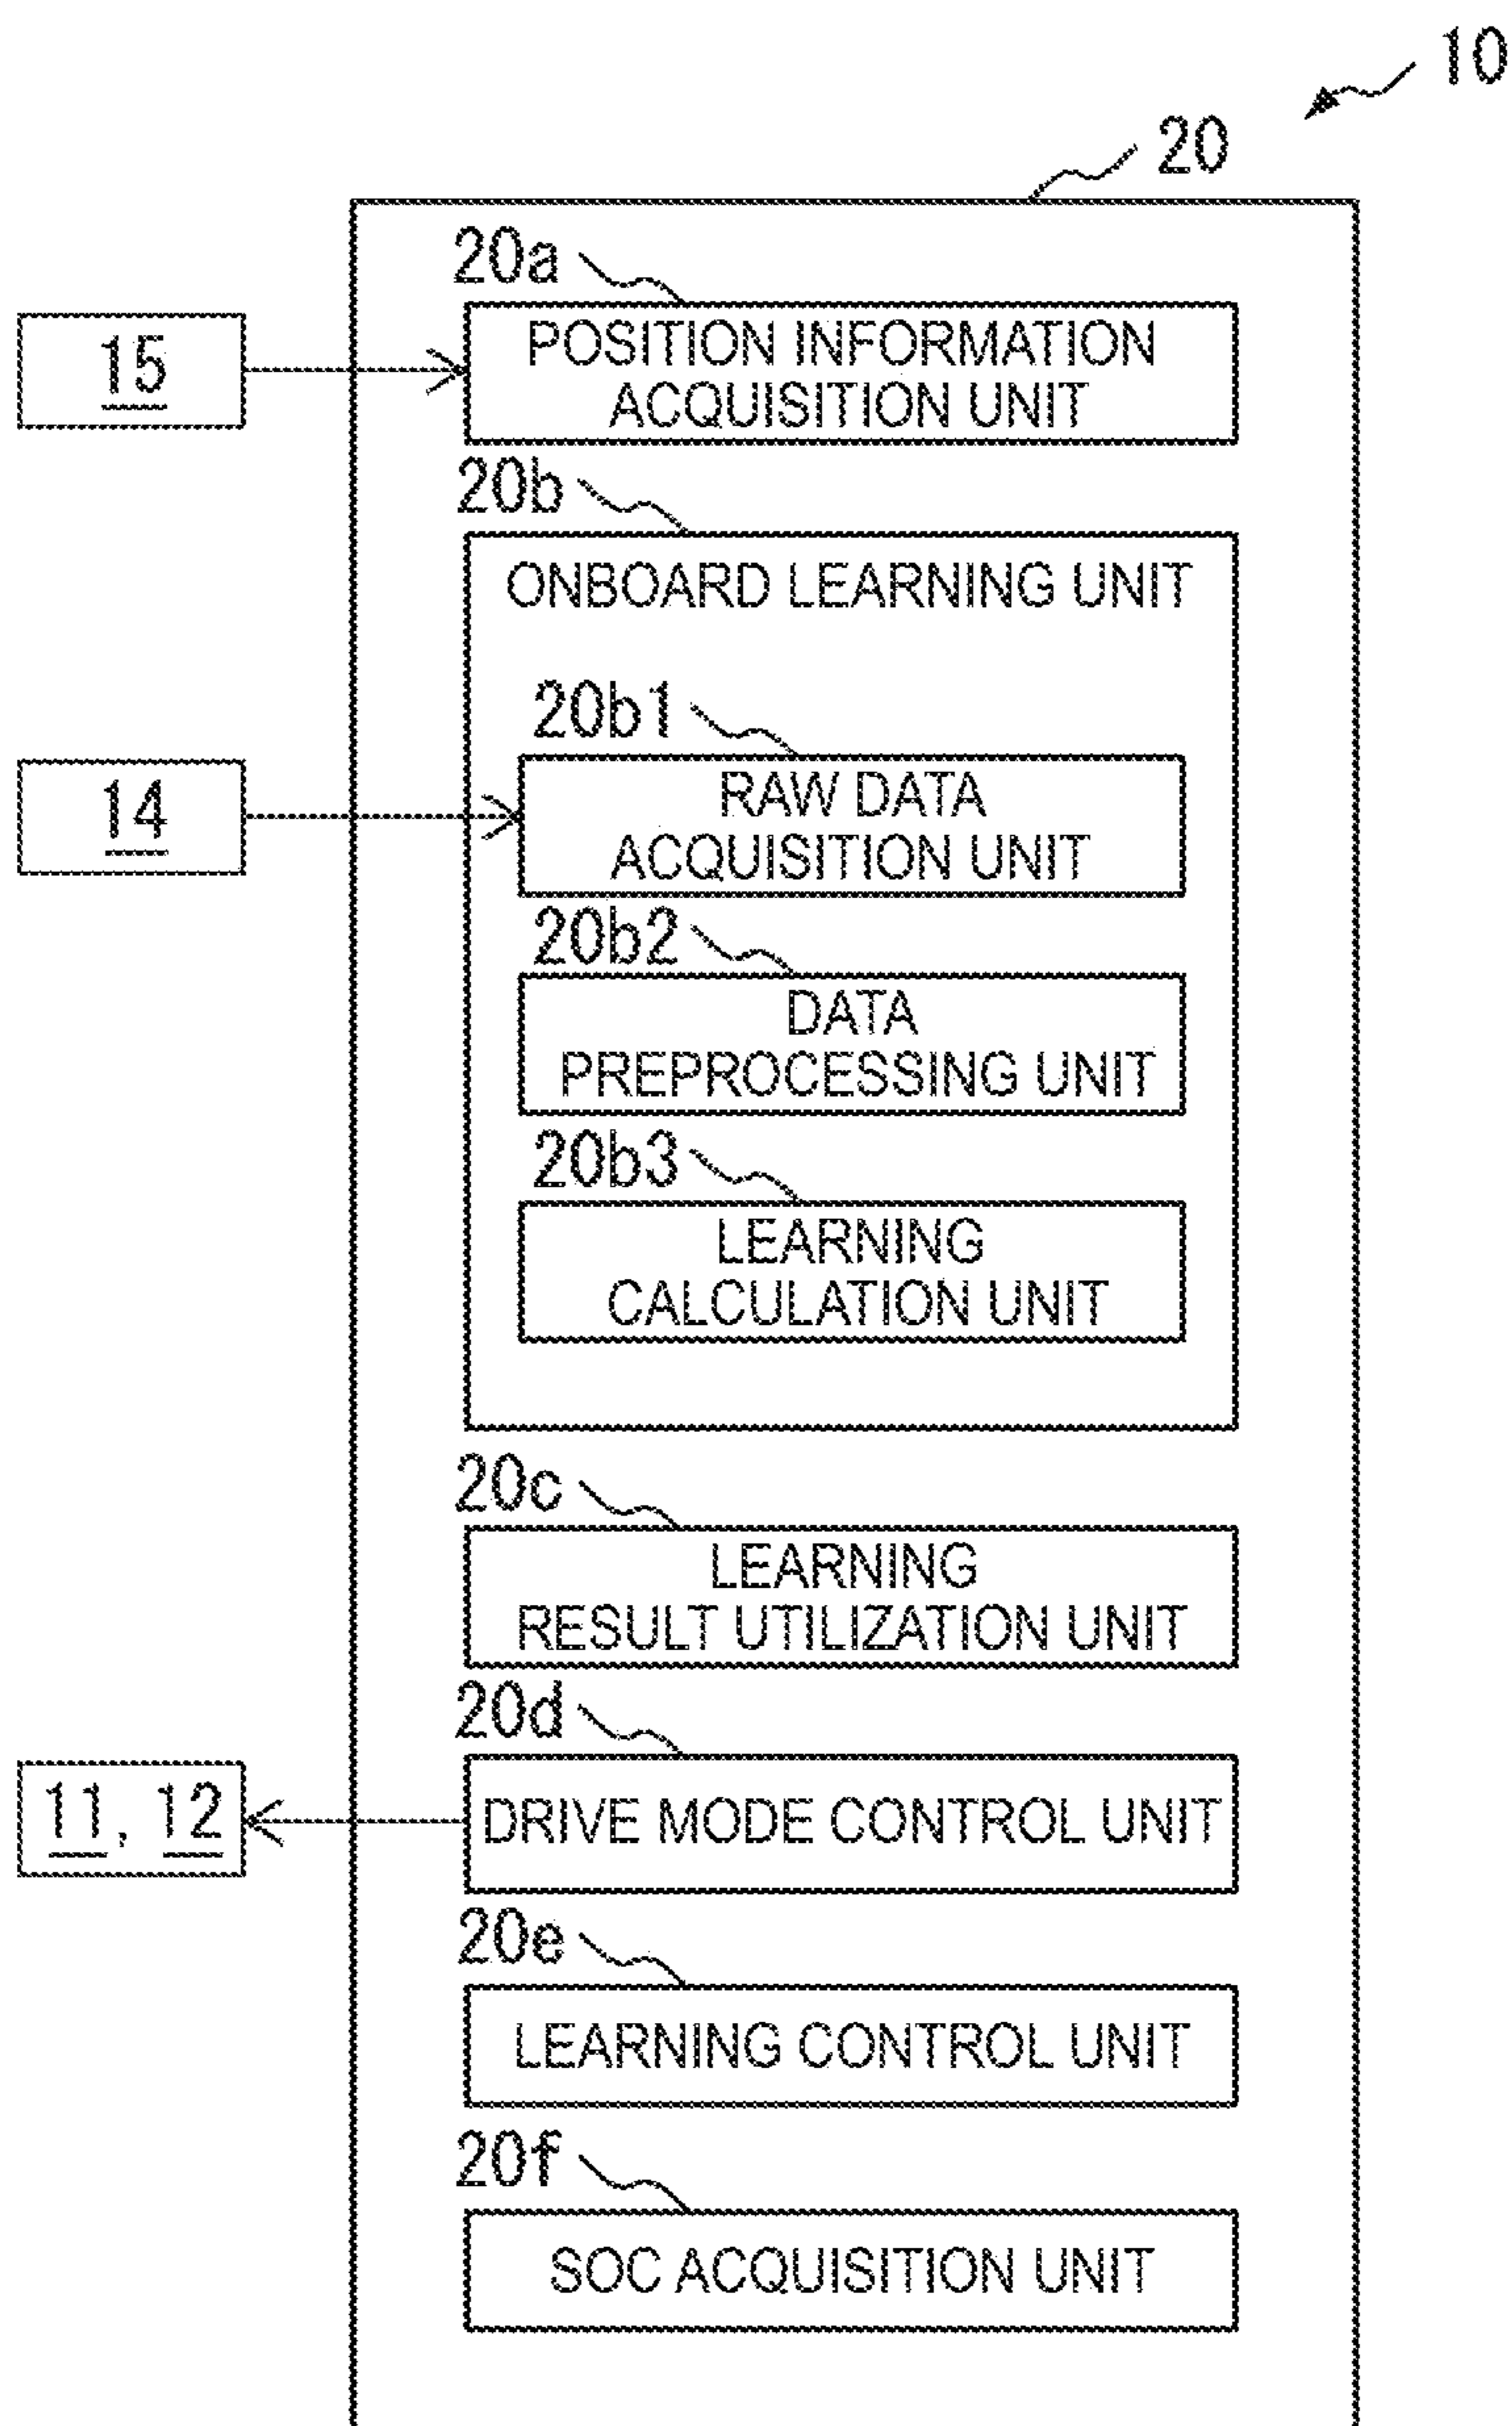 10
20
20a
15
POSITION INFORMATION
ACQUISITION UNIT
20b
ONBOARD LEARNING UNIT
20b1
14
RAW DATA
ACQUISITION UNIT
20b2
DATA
PREPROCESSING UNIT
20b3
LEARNING
CALCULATION UNIT
20c
LEARNING
RESULT UTILIZATION UNIT
20d
11, 12
DRIVE MODE CONTROL UNIT
20e
LEARNING CONTROL UNIT
20f
SOC ACQUISITION UNIT